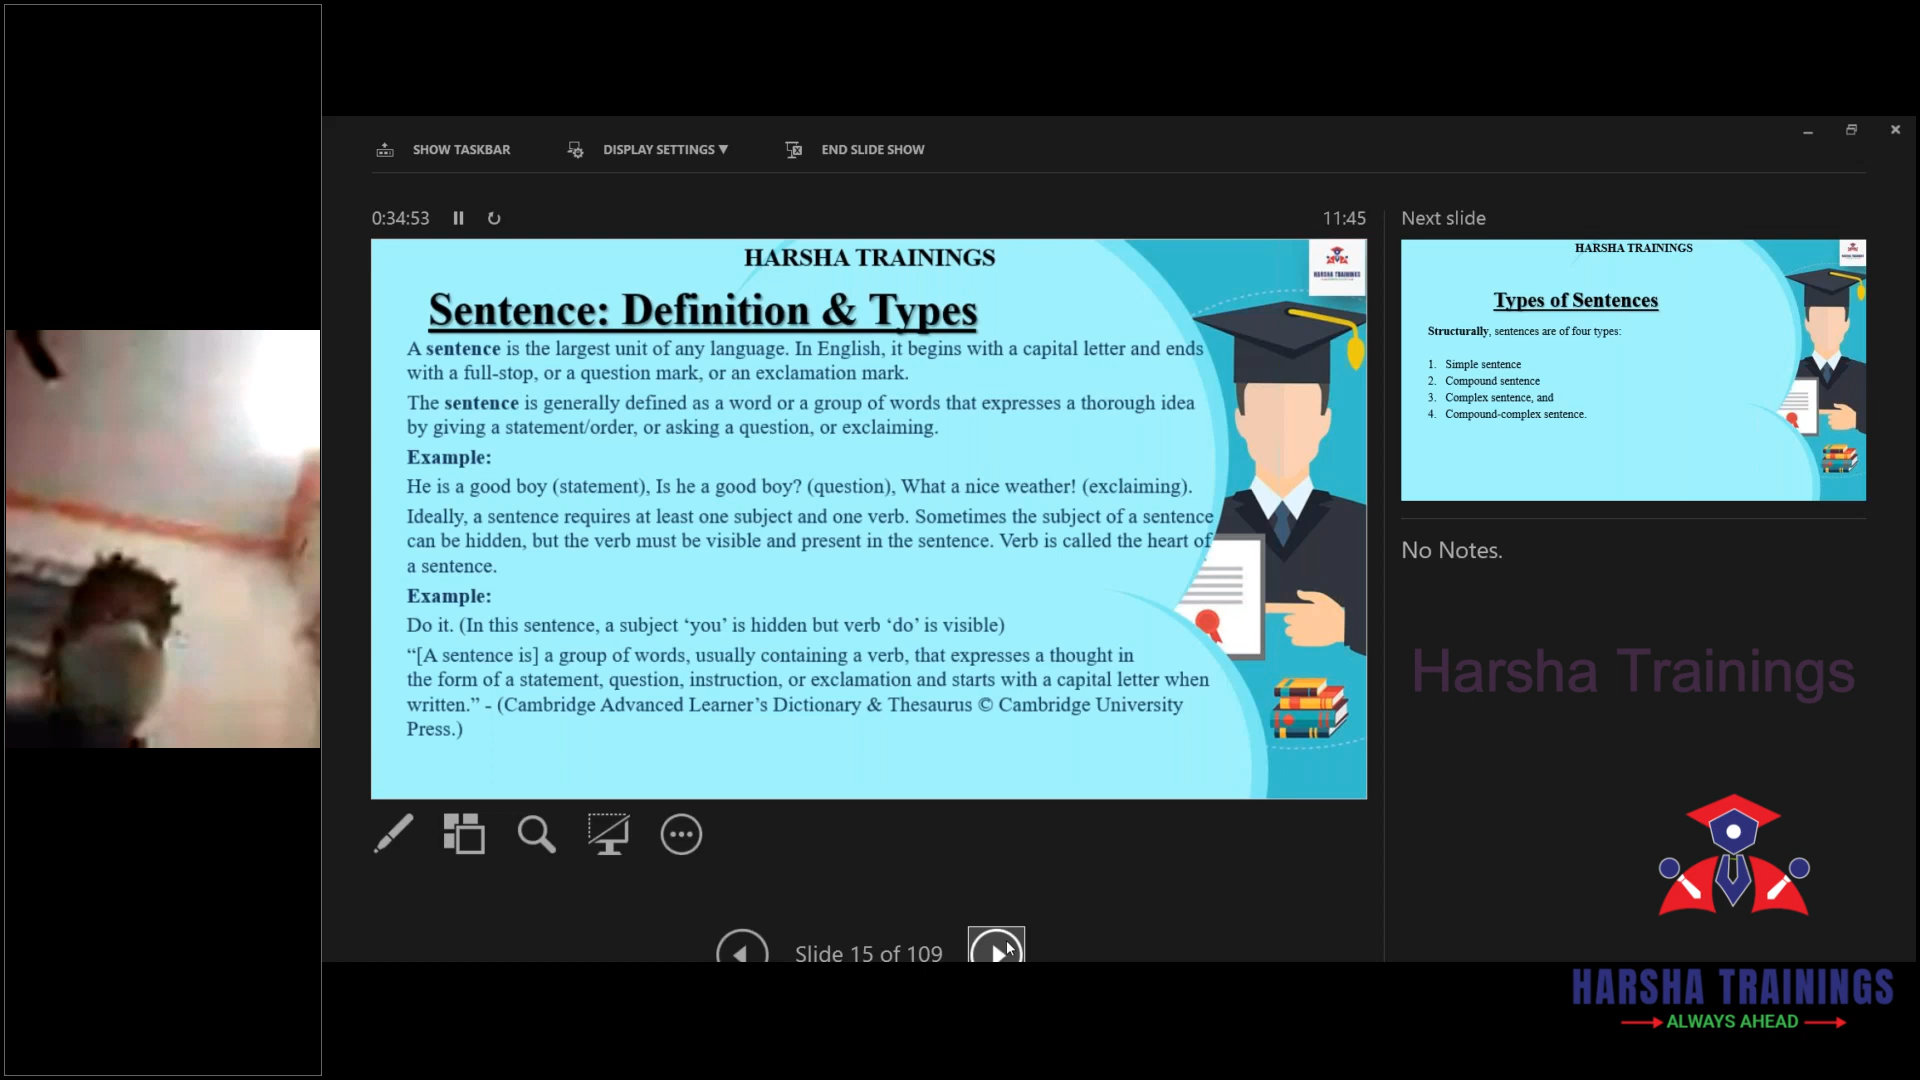 SHOW TASKBAR
DISPLAY SETTINGS ▼
END SLIDE SHOW
0:34:53
11:45
HARSHA TRAININGS
HARSHA TRAININGS
Sentence: Definition & Types
A sentence is the largest unit of any language. In English, it begins with a capital letter and ends
with a full-stop, or a question mark, or an exclamation mark.
The sentence is generally defined as a word or a group of words that expresses a thorough idea
by giving a statement/order, or asking a question, or exclaiming.
Example:
He is a good boy (statement), Is he a good boy? (question), What a nice weather! (exclaiming).
Ideally, a sentence requires at least one subject and one verb. Sometimes the subject of a sentence
can be hidden, but the verb must be visible and present in the sentence. Verb is called the heart of
a sentence.
Example:
Do it. (In this sentence, a subject ‘you’ is hidden but verb ‘do’ is visible)
“[A sentence is] a group of words, usually containing a verb, that expresses a thought in
the form of a statement, question, instruction, or exclamation and starts with a capital letter when
written.” - (Cambridge Advanced Learner’s Dictionary & Thesaurus © Cambridge University
Press.)
Slide 15 of 109
Next slide
HARSHA TRAININGS
Types of Sentences
Structurally, sentences are of four types:
1. Simple sentence
2. Compound sentence
3. Complex sentence, and
4. Compound-complex sentence.
No Notes.
Harsha Trainings
HARSHA TRAININGS
ALWAYS AHEAD